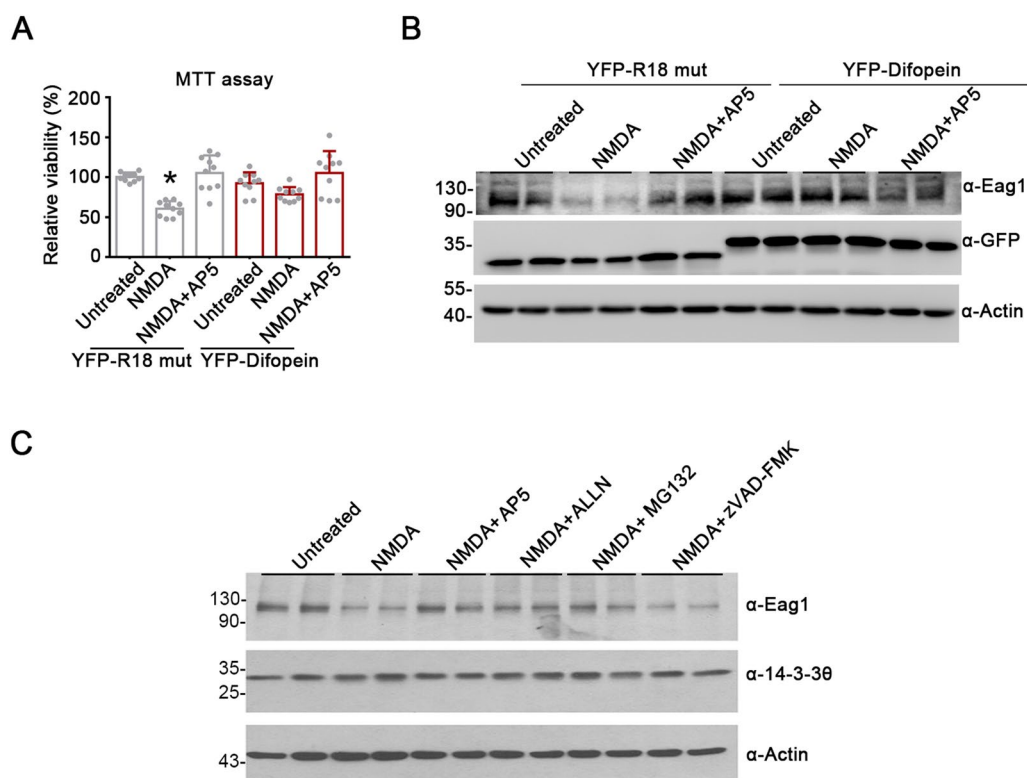 A
MTT assay
Relative viability (%)
200
150
100
50
0
*
Untreated
NMDA
NMDA+AP5
Untreated
NMDA
NMDA+AP5
YFP-R18 mut
YFP-Difopein
B
YFP-R18 mut
YFP-Difopein
Untreated
NMDA
NMDA+AP5
Untreated
NMDA
NMDA+AP5
130-
90-
α-Eag1
35-
α-GFP
55-
40-
α-Actin
C
Untreated
NMDA
NMDA+AP5
NMDA+ALLN
NMDA+MG132
NMDA+zVAD-FMK
130-
90-
α-Eag1
35-
25-
α-14-3-3θ
43-
α-Actin